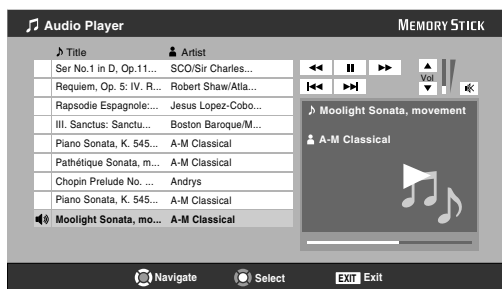 Audio Player
MEMORY STICK
Title Artist
Ser No.1 in D, Op.11... SCO/Sir Charles...
Requiem, Op. 5: IV. R... Robert Shaw/Atla...
Rapsodie Espagnole:... Jesus Lopez-Cobo...
III. Sanctus: Sanctu... Boston Baroque/M...
Piano Sonata, K. 545... A-M Classical
Pathétique Sonata, m... A-M Classical
Chopin Prelude No. ... Andrys
Piano Sonata, K. 545... A-M Classical
Moolight Sonata, mo... A-M Classical
Vol
Moolight Sonata, movement
A-M Classical
Navigate
Select
EXIT Exit